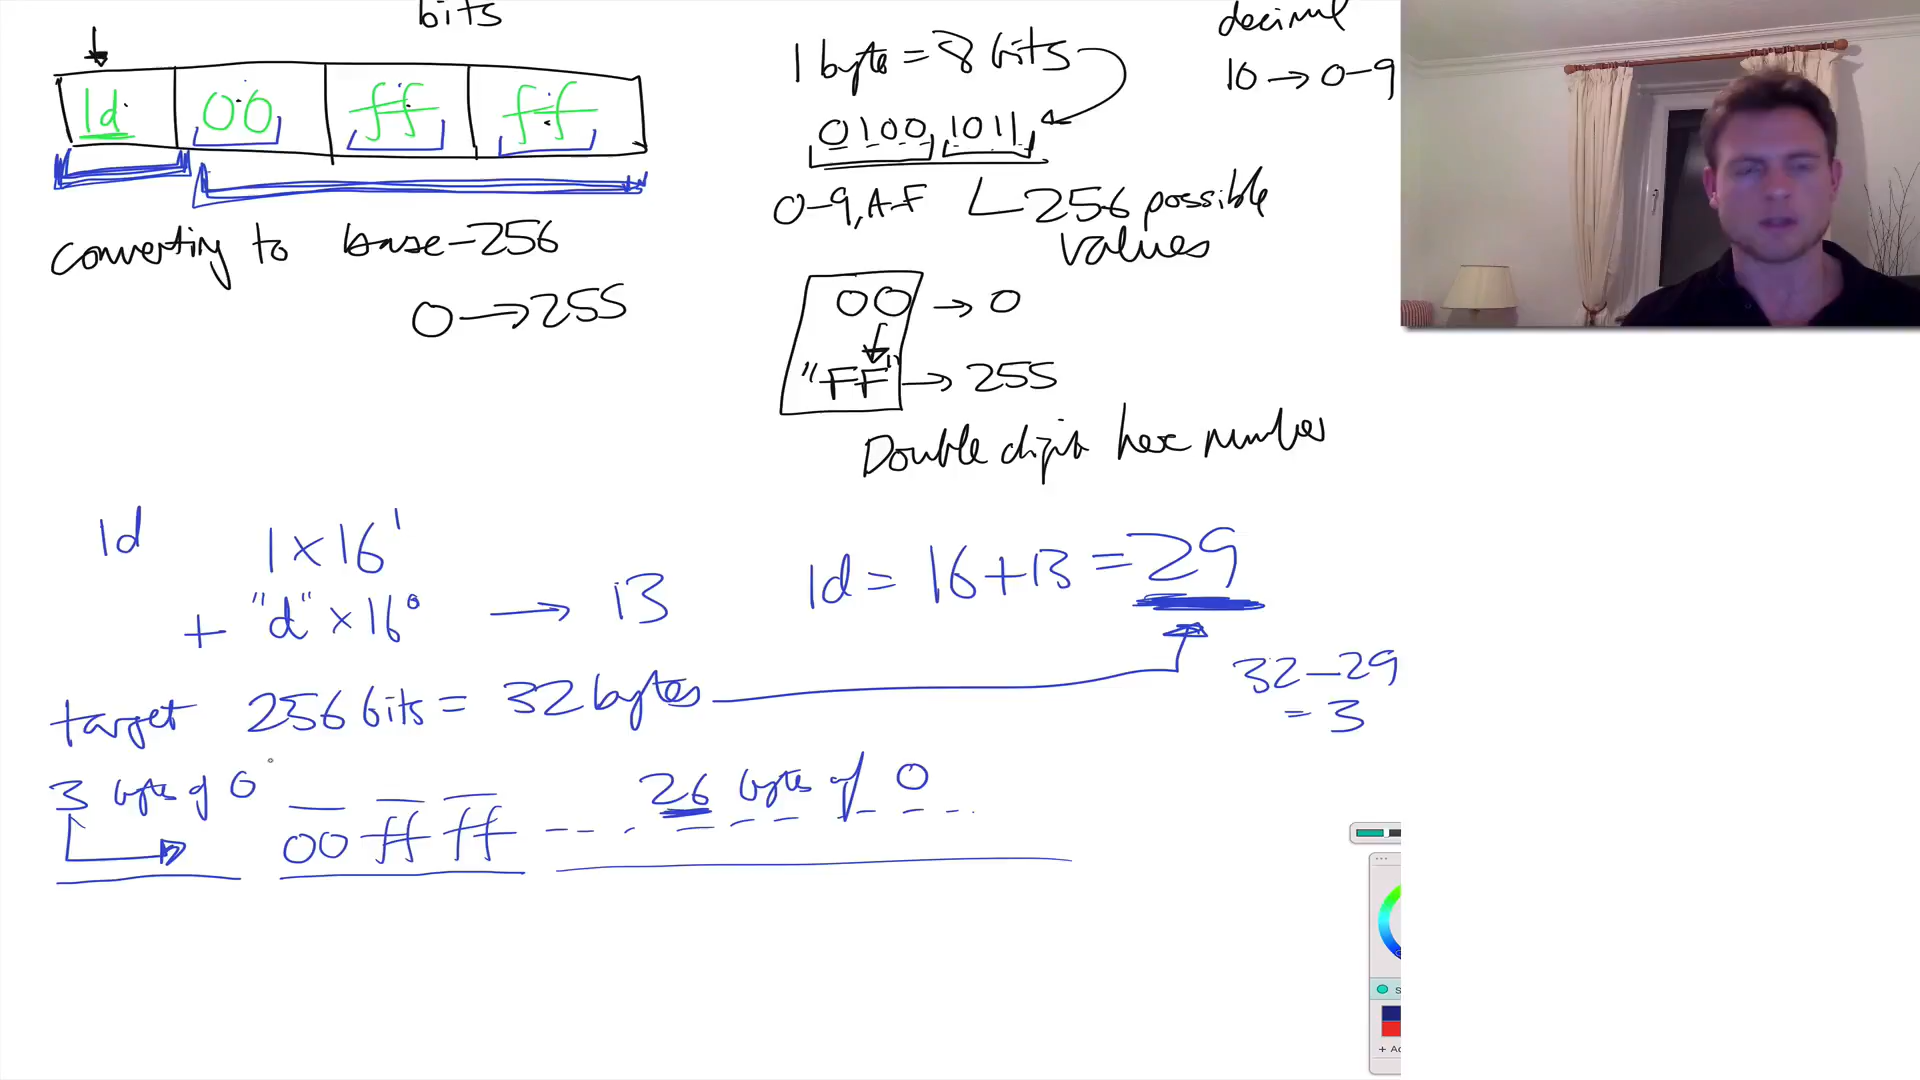 bits
1d 00 ff ff
converting to base-256
0→255
1 byte = 8 bits
0100 1011
0-9,A-F
256 possible
values
00 → 0
"FF" → 255
Double digit hex number
decimal
10 → 0-9
1d
1 × 16¹
+ "d" × 16⁰ → 13
1d = 16+13 = 29
target 256 bits = 32 bytes
32-29
= 3
3 bytes of 0
00 ff ff
26 bytes of 0